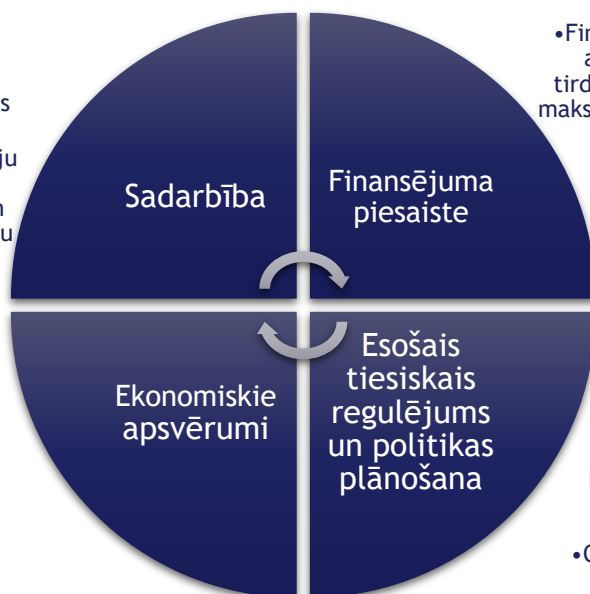 Sadarbība
Finansējuma
piesaiste
Ekonomiskie
apsvērumi
Esošais
tiesiskais
regulējums
un politikas
plānošana